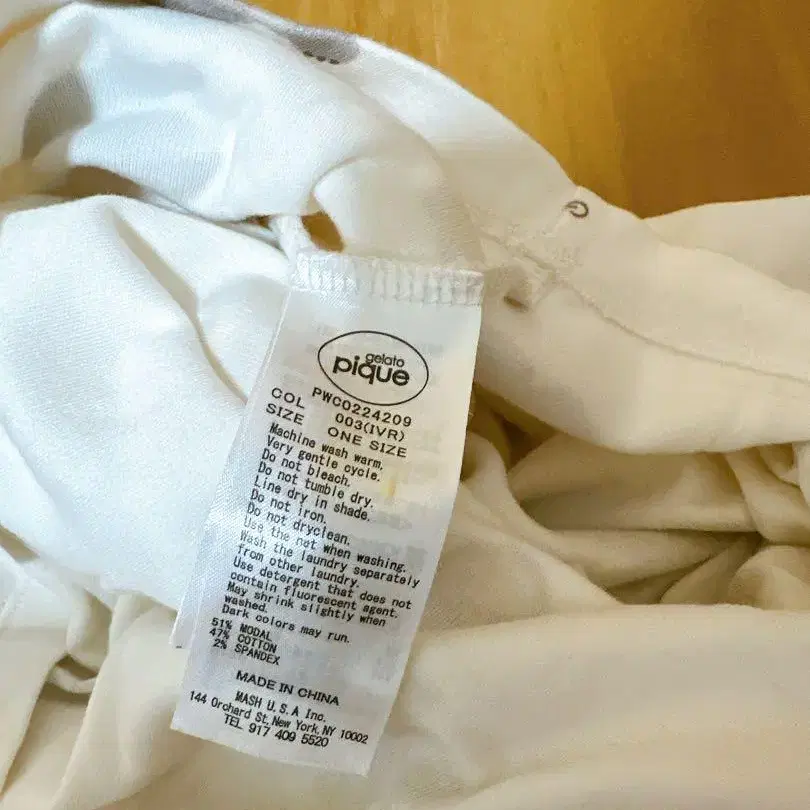 gelato
pique
PWC0224209
COL 003(IVR)
SIZE ONE SIZE
Machine wash warm,
Very gentle cycle.
Do not bleach.
Do not tumble dry.
Line dry in shade.
Do not iron.
Do not dryclean.
Use the net when washing.
Wash the laundry separately
from other laundry.
Use detergent that does not
contain fluorescent agent.
May shrink slightly when
washed.
Dark colors may run.
51% MODAL
47% COTTON
2% SPANDEX
MADE IN CHINA
MASH U.S.A Inc.
144 Orchard St, New York, NY 10002
TEL 917 409 5520